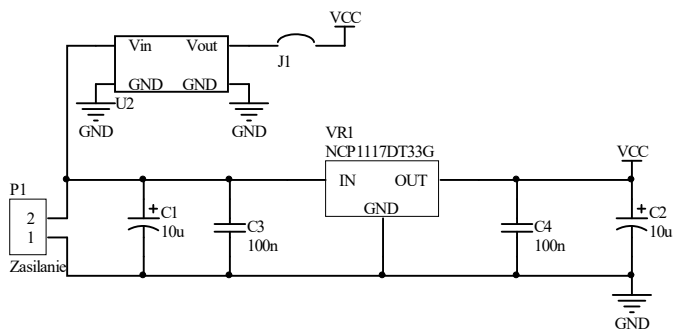 VCC
Vin Vout
J1
GND GND
U2
GND GND
VR1
NCP1117DT33G
VCC
P1
IN OUT
2
C1
C3
GND
C4
C2
1
10u
100n
100n
10u
Zasilanie
GND